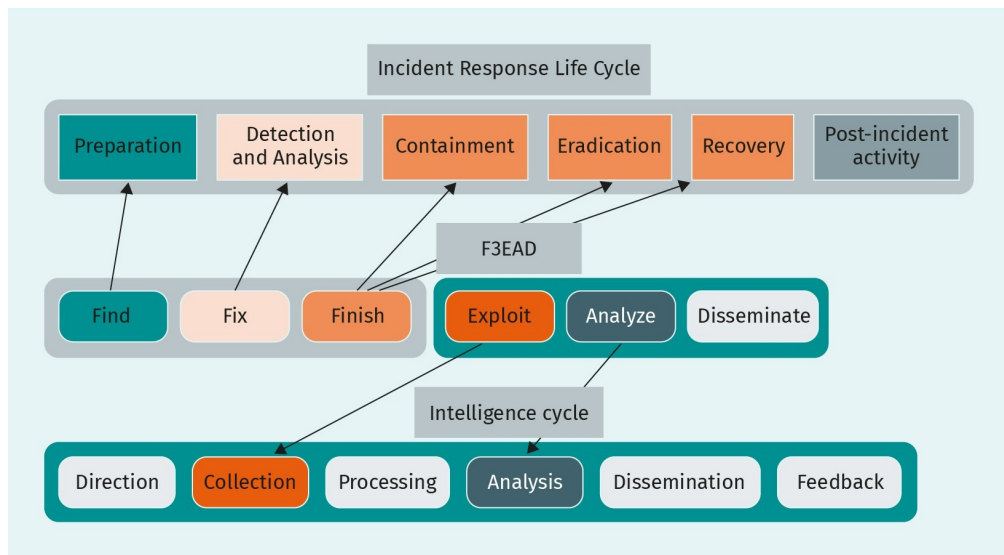 Incident Response Life Cycle
Preparation
Detection
and Analysis
Containment
Eradication
Recovery
Post-incident
activity
F3EAD
Find
Fix
Finish
Exploit
Analyze
Disseminate
Intelligence cycle
Direction
Collection
Processing
Analysis
Dissemination
Feedback